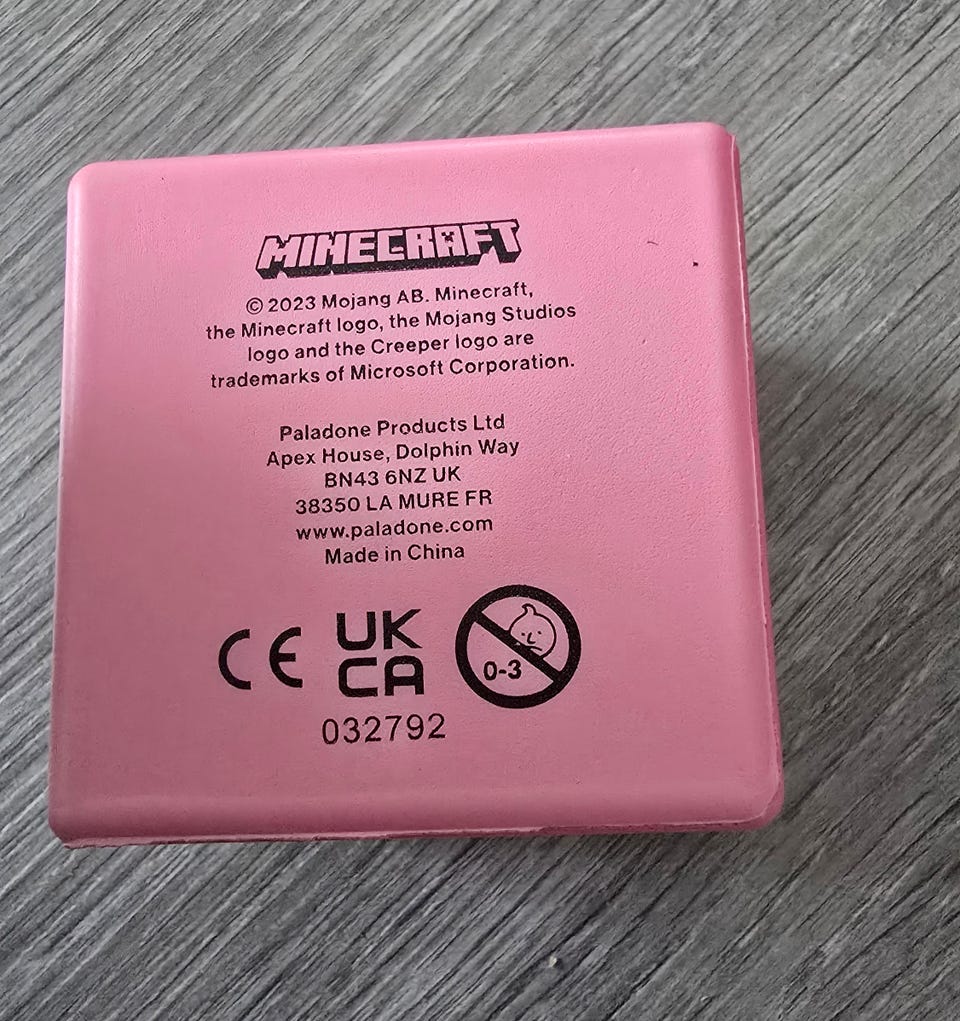 MINECRAFT
© 2023 Mojang AB. Minecraft,
the Minecraft logo, the Mojang Studios
logo and the Creeper logo are
trademarks of Microsoft Corporation.
Paladone Products Ltd
Apex House, Dolphin Way
BN43 6NZ UK
38350 LA MURE FR
www.paladone.com
Made in China
CE UK
CA
0-3
032792